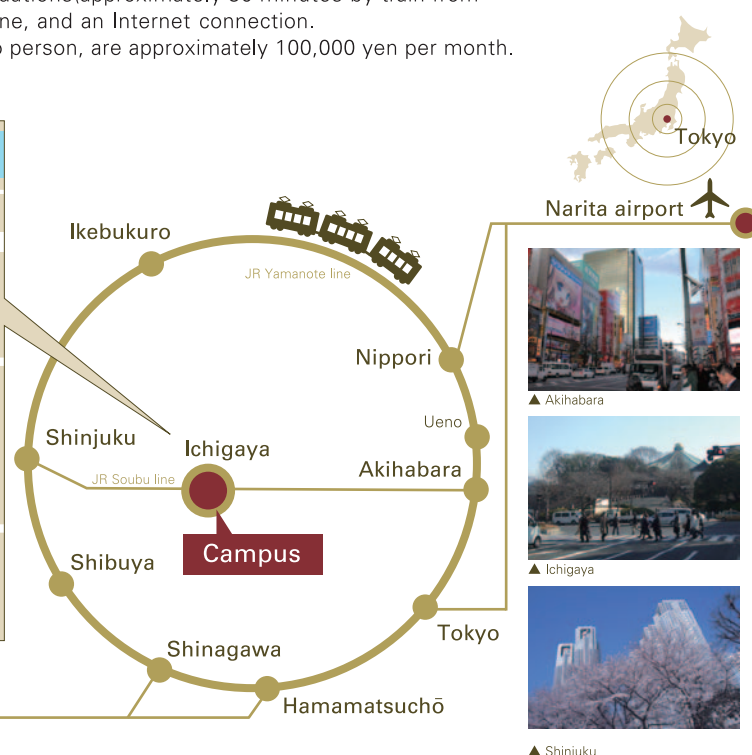 ne, and an Internet connection.
person, are approximately 100,000 yen per month.
Tokyo
Narita airport
Ikebukuro
JR Yamanote line
Nippori
▲ Akihabara
Ueno
Shinjuku
Ichigaya
Akihabara
JR Soubu line
Campus
Shibuya
▲ Ichigaya
Tokyo
Shinagawa
Hamamatsuchō
▲ Shinjuku